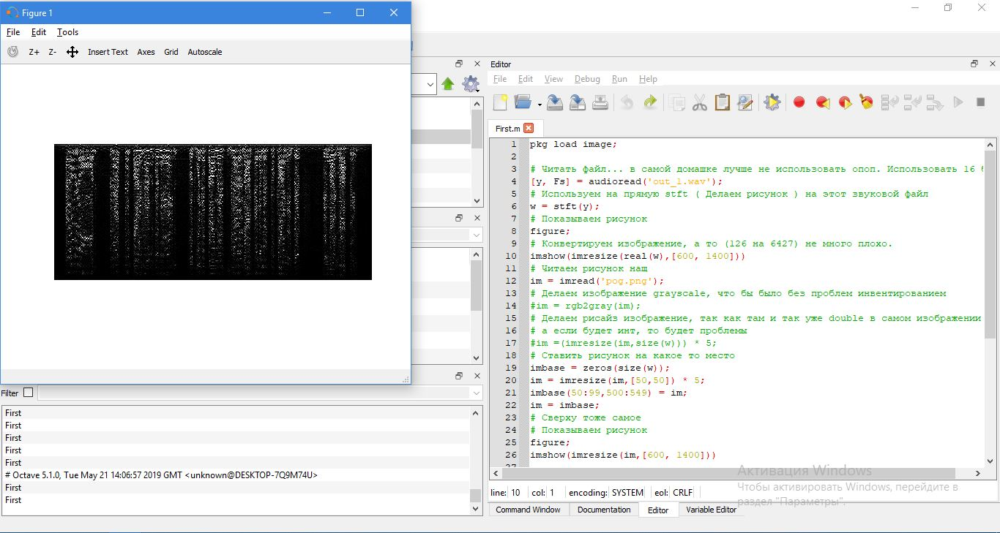 Figure 1
File Edit Tools
Z+ Z- Insert Text Axes Grid Autoscale
Editor
File Edit View Debug Run Help
First.m
1 pkg load image;
2
3 # Читать файл... в самой домашке лучше не использовать опоп. Использовать 16
4 [y, Fs] = audioread('out_1.wav');
5 # Используем на прямую stft ( Делаем рисунок ) на этот звуковой файл
6 w = stft(y);
7 # Показываем рисунок
8 figure;
9 # Конвертируем изображение, а то (126 на 6427) не много плохо.
10 imshow(imresize(real(w),[600, 1400]))
11 # Читаем рисунок наш
12 im = imread('pog.png');
13 # Делаем изображение grayscale, что бы было без проблем инвентированием
14 #im = rgb2gray(im);
15 # Делаем рисайз изображение, так как там и так уже double в самом изображении
16 # а если будет инт, то будет проблемы
17 #im =(imresize(im,size(w))) * 5;
18 # Ставить рисунок на какое то место
19 imbase = zeros(size(w));
20 im = imresize(im,[50,50]) * 5;
21 imbase(50:99,500:549) = im;
22 im = imbase;
23 # Сверху тоже самое
24 # Показываем рисунок
25 figure;
26 imshow(imresize(im,[600, 1400]))
27
Filter
First
First
First
First
First
# Octave 5.1.0, Tue May 21 14:06:57 2019 GMT <unknown@DESKTOP-7Q9M74U>
First
First
Активация Windows
Чтобы активировать Windows, перейдите в
раздел "Параметры".
line: 10 col: 1 encoding: SYSTEM eol: CRLF
Command Window Documentation Editor Variable Editor